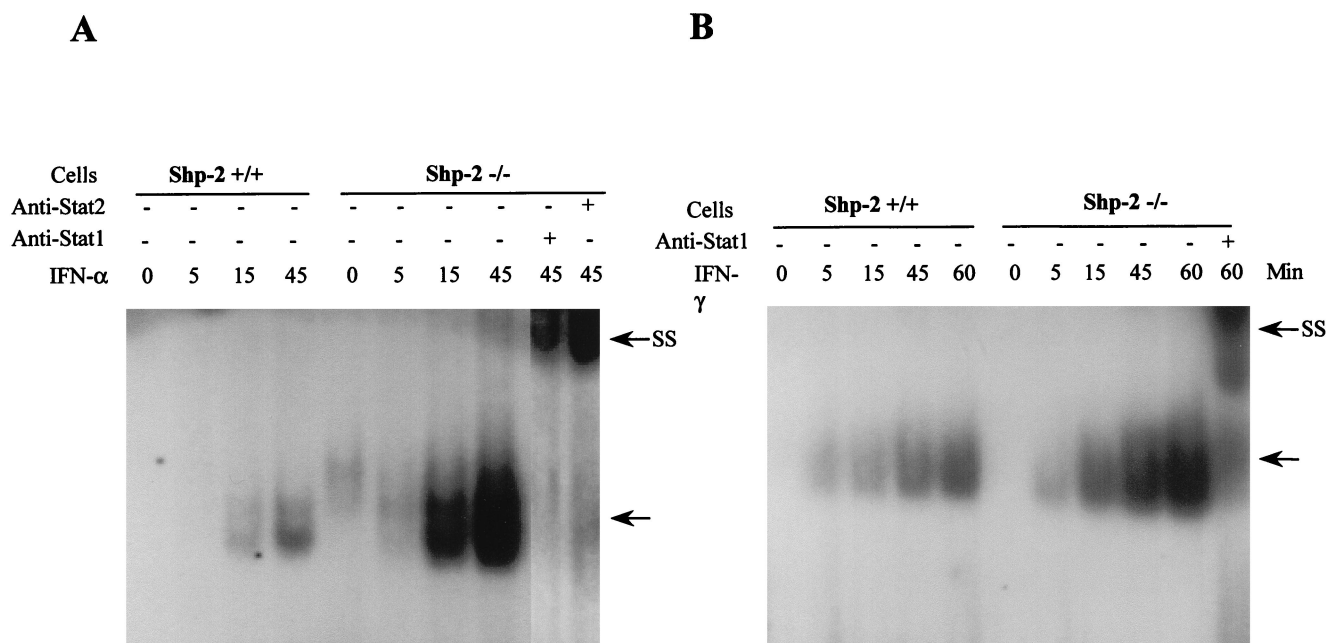 A
Cells Shp-2 +/+ Shp-2 -/-
Anti-Stat2 - - - - - - - - - +
Anti-Stat1 - - - - - - - - + -
IFN-α 0 5 15 45 0 5 15 45 45 45
SS
B
Cells Shp-2 +/+ Shp-2 -/-
Anti-Stat1 - - - - - - - - - - +
IFN- 0 5 15 45 60 0 5 15 45 60 60 Min
γ
SS